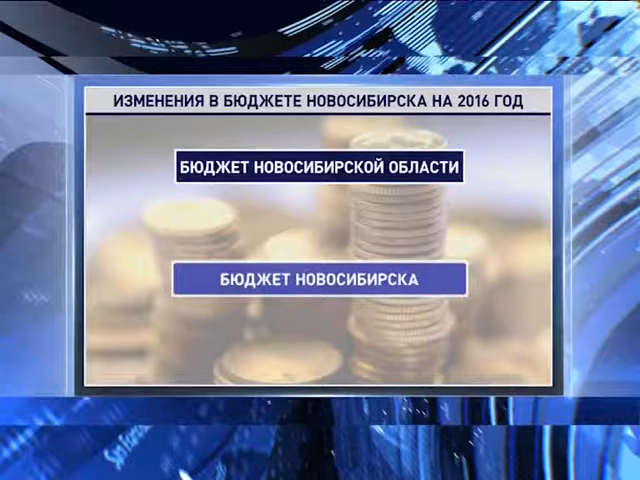 ИЗМЕНЕНИЯ В БЮДЖЕТЕ НОВОСИБИРСКА НА 2016 ГОД
БЮДЖЕТ НОВОСИБИРСКОЙ ОБЛАСТИ
БЮДЖЕТ НОВОСИБИРСКА